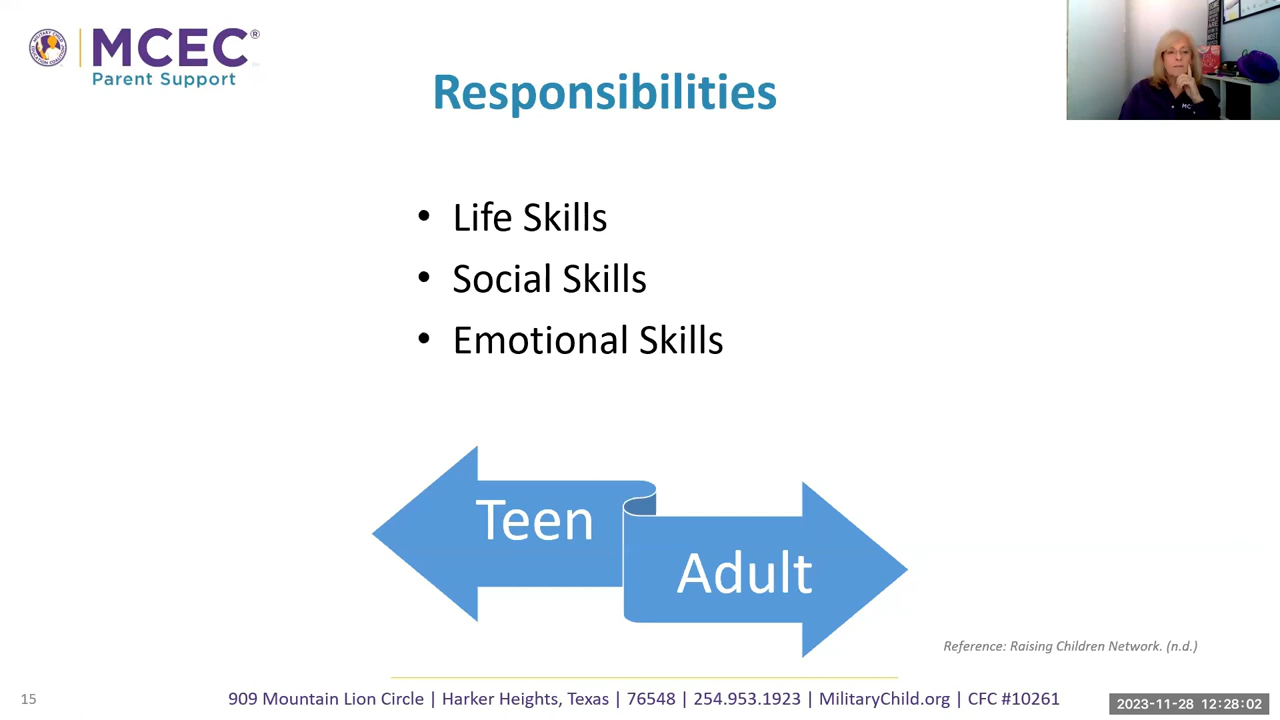 MCEC®
Parent Support
Responsibilities
• Life Skills
• Social Skills
• Emotional Skills
Teen
Adult
Reference: Raising Children Network. (n.d.)
15
909 Mountain Lion Circle | Harker Heights, Texas | 76548 | 254.953.1923 | MilitaryChild.org | CFC #10261
2023-11-28 12:28:02
MC